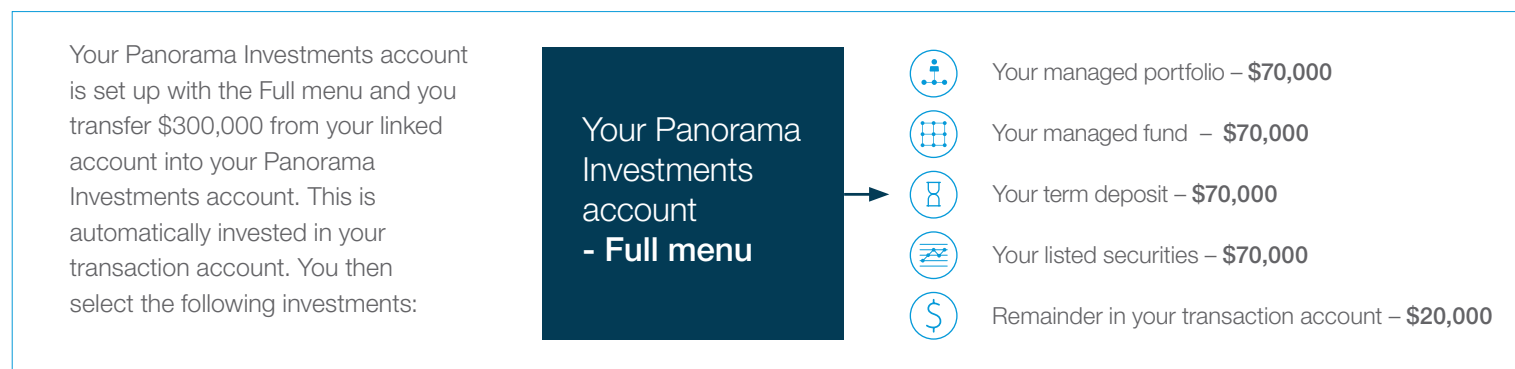 Your Panorama Investments account
is set up with the Full menu and you
transfer $300,000 from your linked
account into your Panorama
Investments account. This is
automatically invested in your
transaction account. You then
select the following investments:
Your Panorama
Investments
account
- Full menu
Your managed portfolio – $70,000
Your managed fund – $70,000
Your term deposit – $70,000
Your listed securities – $70,000
$
Remainder in your transaction account – $20,000